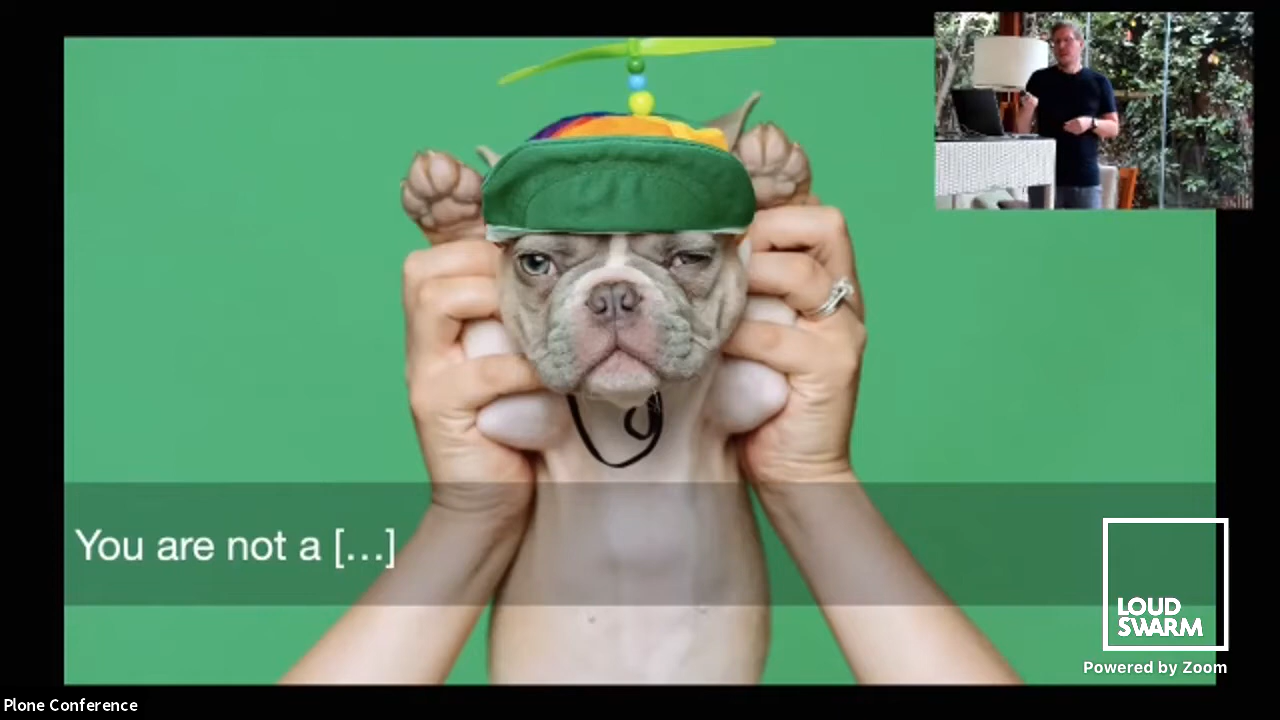 You are not a [...]
LOUD
SWARM
Powered by Zoom
Plone Conference